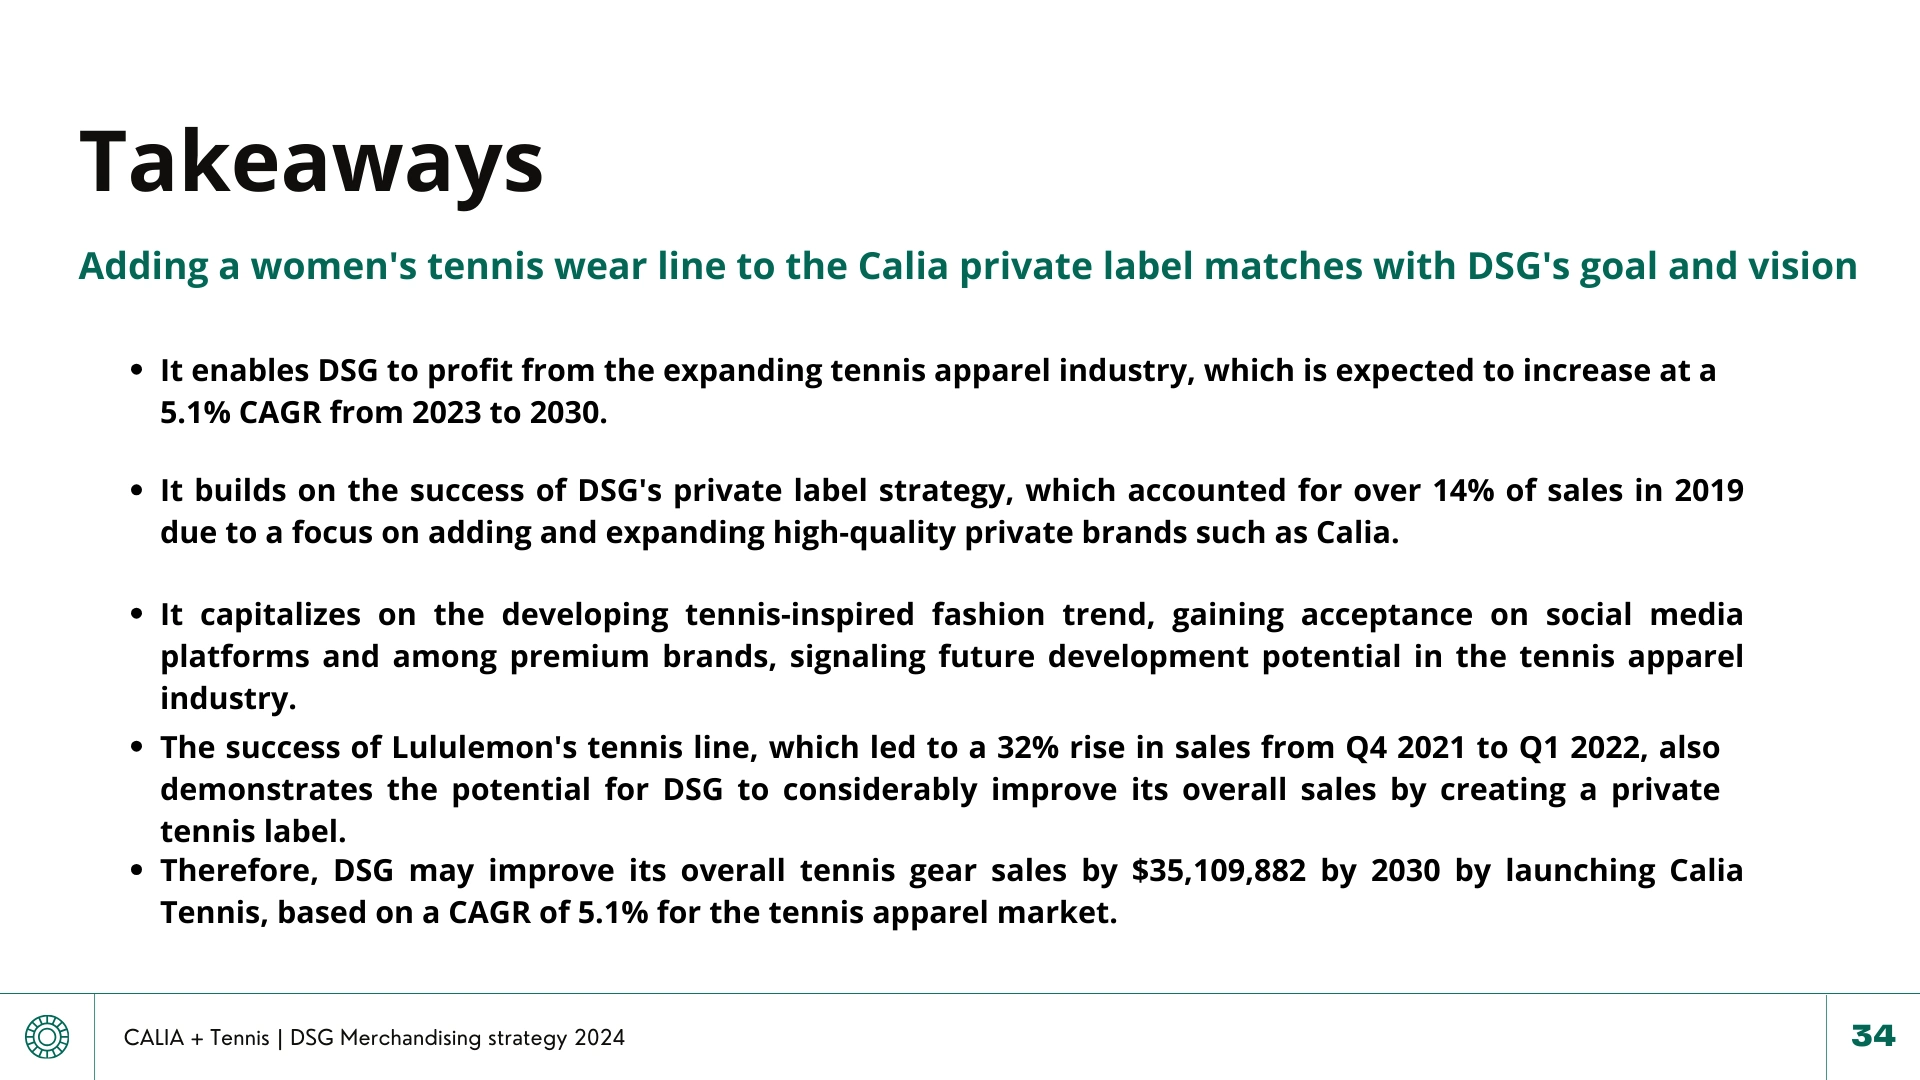 Takeaways
Adding a women's tennis wear line to the Calia private label matches with DSG's goal and vision
• It enables DSG to profit from the expanding tennis apparel industry, which is expected to increase at a
5.1% CAGR from 2023 to 2030.
• It builds on the success of DSG's private label strategy, which accounted for over 14% of sales in 2019
due to a focus on adding and expanding high-quality private brands such as Calia.
• It capitalizes on the developing tennis-inspired fashion trend, gaining acceptance on social media
platforms and among premium brands, signaling future development potential in the tennis apparel
industry.
• The success of Lululemon's tennis line, which led to a 32% rise in sales from Q4 2021 to Q1 2022, also
demonstrates the potential for DSG to considerably improve its overall sales by creating a private
tennis label.
• Therefore, DSG may improve its overall tennis gear sales by $35,109,882 by 2030 by launching Calia
Tennis, based on a CAGR of 5.1% for the tennis apparel market.
CALIA + Tennis | DSG Merchandising strategy 2024
34